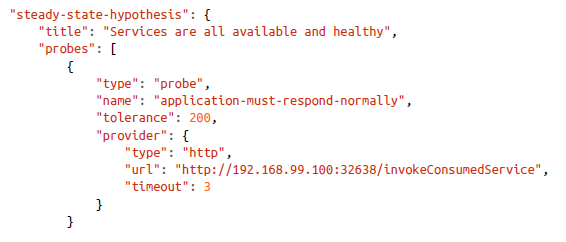 "steady-state-hypothesis": {
    "title": "Services are all available and healthy",
    "probes": [
        {
            "type": "probe",
            "name": "application-must-respond-normally",
            "tolerance": 200,
            "provider": {
                "type": "http",
                "url": "http://192.168.99.100:32638/invokeConsumedService",
                "timeout": 3
            }
        }